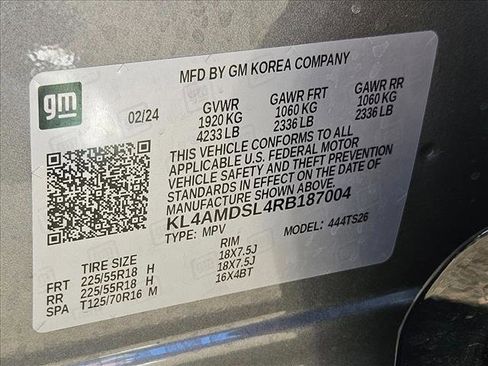 gm
MFD BY GM KOREA COMPANY
02/24 GVWR GAWR FRT GAWR RR
1920 KG 1060 KG 1060 KG
4233 LB 2336 LB 2336 LB
THIS VEHICLE CONFORMS TO ALL
APPLICABLE U.S. FEDERAL MOTOR
VEHICLE SAFETY AND THEFT PREVENTION
STANDARDS IN EFFECT ON THE DATE OF
MANUFACTURE SHOWN ABOVE.
KL4AMDSL4RB187004
TYPE: MPV MODEL: 444TS26
TIRE SIZE RIM
FRT 225/55R18 H 18X7.5J
RR 225/55R18 H 18X7.5J
SPA T125/70R16 M 16X4BT